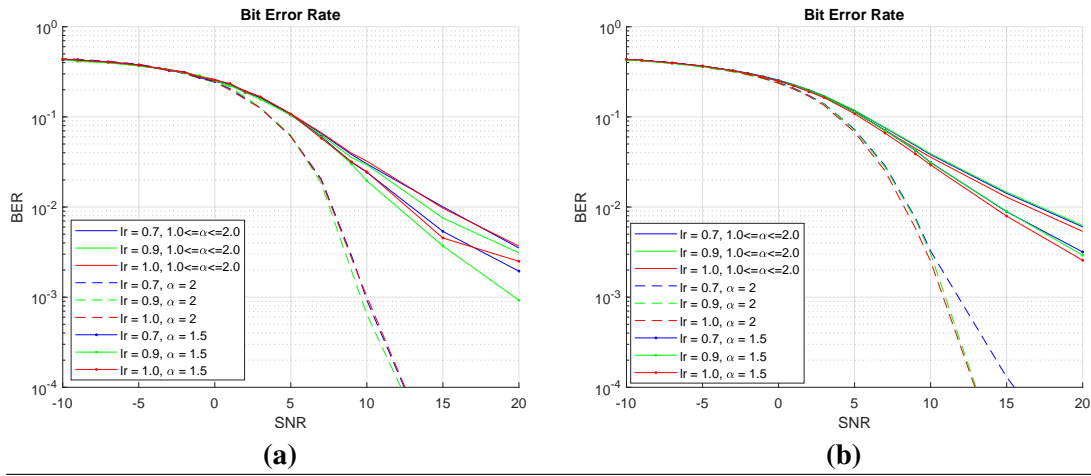 Bit Error Rate
10^0
10^-1
10^-2
10^-3
10^-4
BER
lr = 0.7, 1.0<=α<=2.0
lr = 0.9, 1.0<=α<=2.0
lr = 1.0, 1.0<=α<=2.0
lr = 0.7, α = 2
lr = 0.9, α = 2
lr = 1.0, α = 2
lr = 0.7, α = 1.5
lr = 0.9, α = 1.5
lr = 1.0, α = 1.5
-10 -5 0 5 10 15 20
SNR
(a)
Bit Error Rate
10^0
10^-1
10^-2
10^-3
10^-4
BER
lr = 0.7, 1.0<=α<=2.0
lr = 0.9, 1.0<=α<=2.0
lr = 1.0, 1.0<=α<=2.0
lr = 0.7, α = 2
lr = 0.9, α = 2
lr = 1.0, α = 2
lr = 0.7, α = 1.5
lr = 0.9, α = 1.5
lr = 1.0, α = 1.5
-10 -5 0 5 10 15 20
SNR
(b)